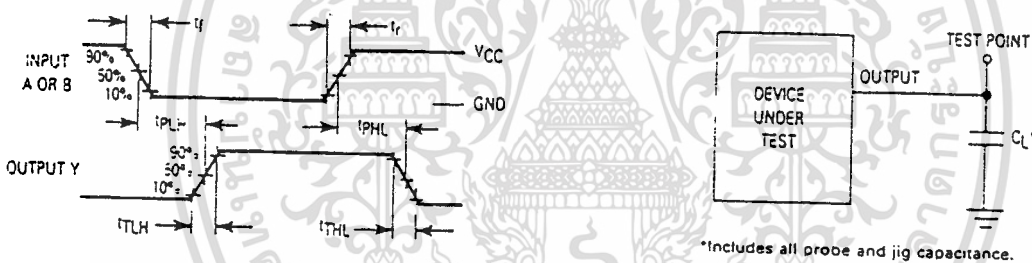 tf
tr
INPUT
A OR B
90%
50%
10%
VCC
GND
tPLH
tPHL
OUTPUT Y
90%
50%
10%
tTLH
tTHL
DEVICE
UNDER
TEST
OUTPUT
TEST POINT
CL*
*Includes all probe and jig capacitance.